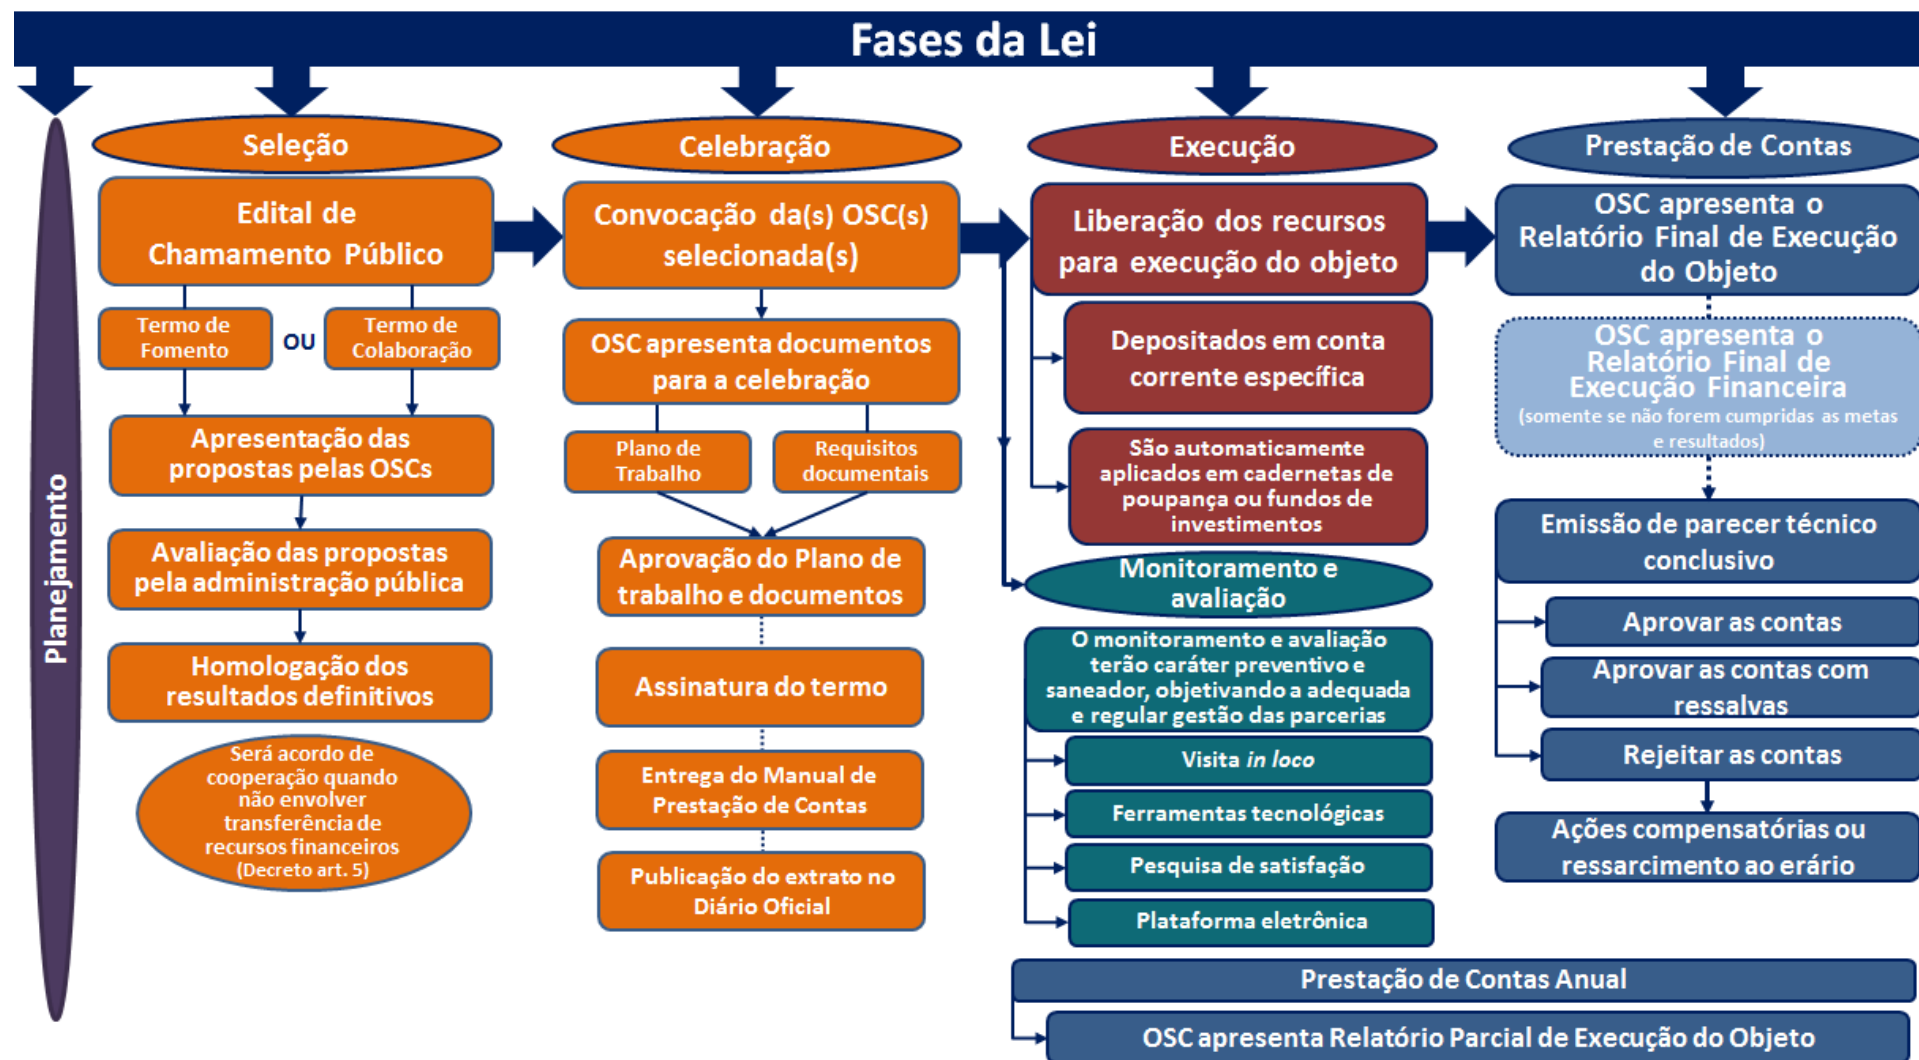 Fases da Lei
Planejamento
Seleção
Edital de
Chamamento Público
Termo de
Fomento
OU
Termo de
Colaboração
Apresentação das
propostas pelas OSCs
Avaliação das propostas
pela administração pública
Homologação dos
resultados definitivos
Será acordo de
cooperação quando
não envolver
transferência de
recursos financeiros
(Decreto art. 5)
Celebração
Convocação da(s) OSC(s)
selecionada(s)
OSC apresenta documentos
para a celebração
Plano de
Trabalho
Requisitos
documentais
Aprovação do Plano de
trabalho e documentos
Assinatura do termo
Entrega do Manual de
Prestação de Contas
Publicação do extrato no
Diário Oficial
Execução
Liberação dos recursos
para execução do objeto
Depositados em conta
corrente específica
São automaticamente
aplicados em cadernetas de
poupança ou fundos de
investimentos
Monitoramento e
avaliação
O monitoramento e avaliação
terão caráter preventivo e
saneador, objetivando a adequada
e regular gestão das parcerias
Visita in loco
Ferramentas tecnológicas
Pesquisa de satisfação
Plataforma eletrônica
Prestação de Contas
OSC apresenta o
Relatório Final de Execução
do Objeto
OSC apresenta o
Relatório Final de
Execução Financeira
(somente se não forem cumpridas as metas
e resultados)
Emissão de parecer técnico
conclusivo
Aprovar as contas
Aprovar as contas com
ressalvas
Rejeitar as contas
Ações compensatórias ou
ressarcimento ao erário
Prestação de Contas Anual
OSC apresenta Relatório Parcial de Execução do Objeto